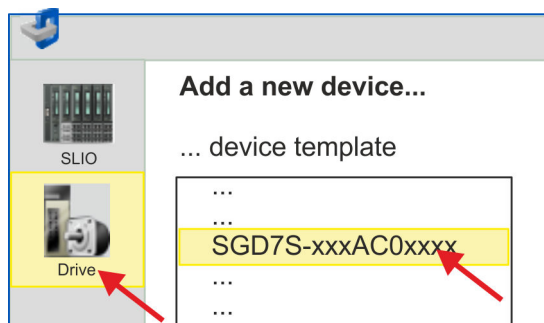 Add a new device...
SLIO
... device template
...
...
SGD7S-xxxAC0xxxx
Drive
...
...